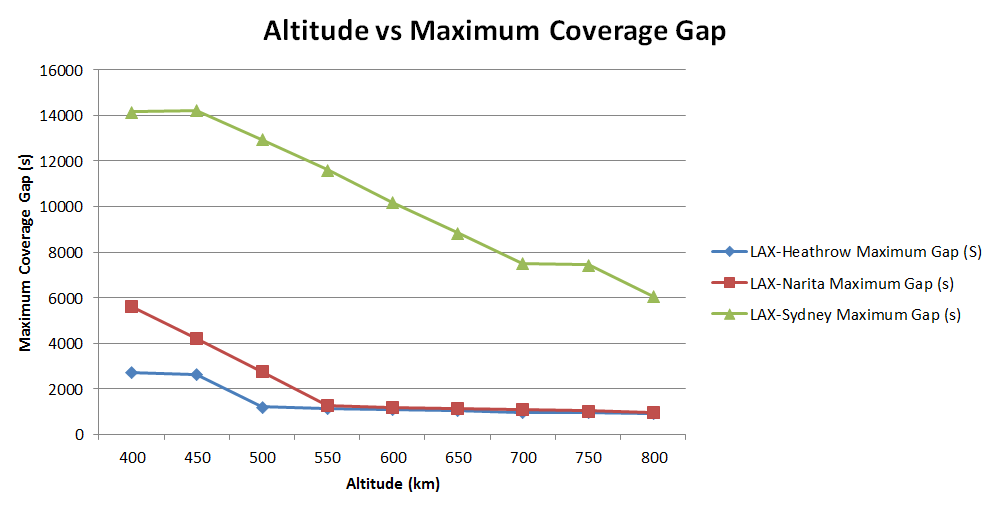 Altitude vs Maximum Coverage Gap
16000
14000
12000
10000
8000
6000
4000
2000
0
Maximum Coverage Gap (s)
400 450 500 550 600 650 700 750 800
Altitude (km)
LAX-Heathrow Maximum Gap (S)
LAX-Narita Maximum Gap (s)
LAX-Sydney Maximum Gap (s)